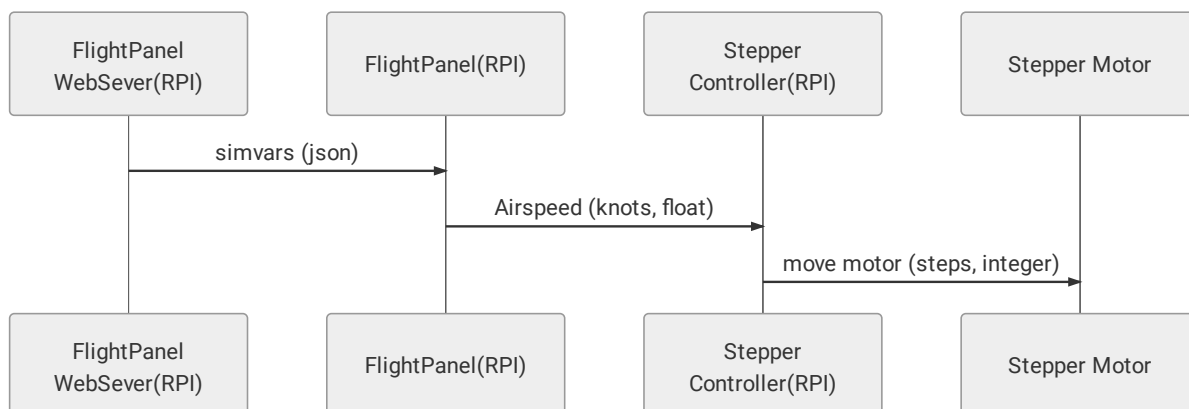 FlightPanel
WebSever(RPI)
FlightPanel(RPI)
Stepper
Controller(RPI)
Stepper Motor
simvars (json)
Airspeed (knots, float)
move motor (steps, integer)
FlightPanel
WebSever(RPI)
FlightPanel(RPI)
Stepper
Controller(RPI)
Stepper Motor